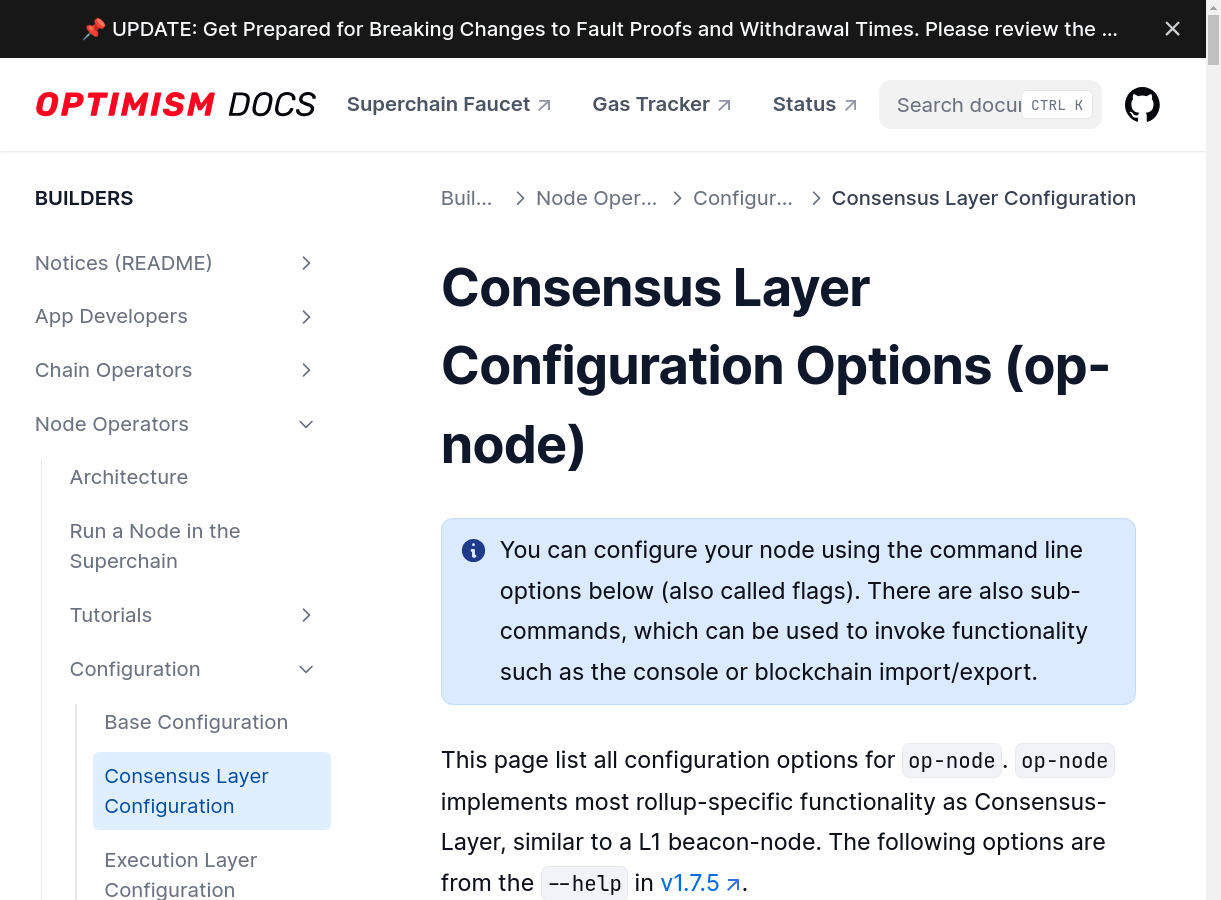 📌 UPDATE: Get Prepared for Breaking Changes to Fault Proofs and Withdrawal Times. Please review the ...
OPTIMISM DOCS
Superchain Faucet
Gas Tracker
Status
Search docu
CTRL K
BUILDERS
Notices (README)
App Developers
Chain Operators
Node Operators
Architecture
Run a Node in the
Superchain
Tutorials
Configuration
Base Configuration
Consensus Layer
Configuration
Execution Layer
Configuration
Buil... > Node Oper... > Configur... > Consensus Layer Configuration
Consensus Layer
Configuration Options (op-
node)
You can configure your node using the command line
options below (also called flags). There are also sub-
commands, which can be used to invoke functionality
such as the console or blockchain import/export.
This page list all configuration options for op-node. op-node
implements most rollup-specific functionality as Consensus-
Layer, similar to a L1 beacon-node. The following options are
from the --help in v1.7.5.